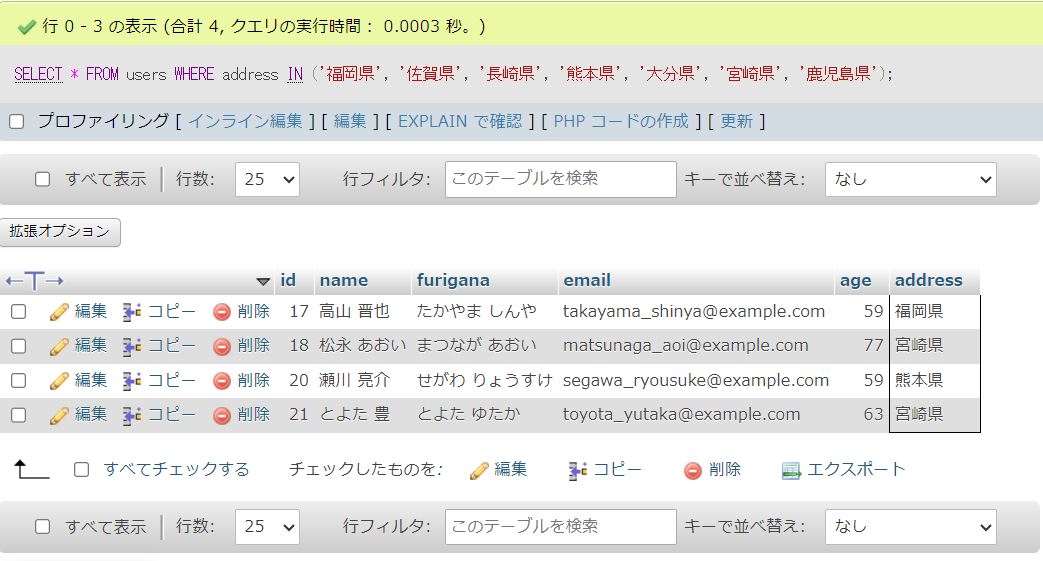 行 0 - 3 の表示 (合計 4, クエリの実行時間： 0.0003 秒。)
SELECT * FROM users WHERE address IN ('福岡県', '佐賀県', '長崎県', '熊本県', '大分県', '宮崎県', '鹿児島県');
プロファイリング [ インライン編集 ] [ 編集 ] [ EXPLAIN で確認 ] [ PHP コードの作成 ] [ 更新 ]
すべて表示 行数: 25 行フィルタ: このテーブルを検索 キーで並べ替え: なし
拡張オプション
←T→ id name furigana email age address
編集 コピー 削除 17 高山 晋也 たかやま しんや takayama_shinya@example.com 59 福岡県
編集 コピー 削除 18 松永 あおい まつなが あおい matsunaga_aoi@example.com 77 宮崎県
編集 コピー 削除 20 瀬川 亮介 せがわ りょうすけ segawa_ryousuke@example.com 59 熊本県
編集 コピー 削除 21 とよた 豊 とよた ゆたか toyota_yutaka@example.com 63 宮崎県
すべてチェックする チェックしたものを: 編集 コピー 削除 エクスポート
すべて表示 行数: 25 行フィルタ: このテーブルを検索 キーで並べ替え: なし